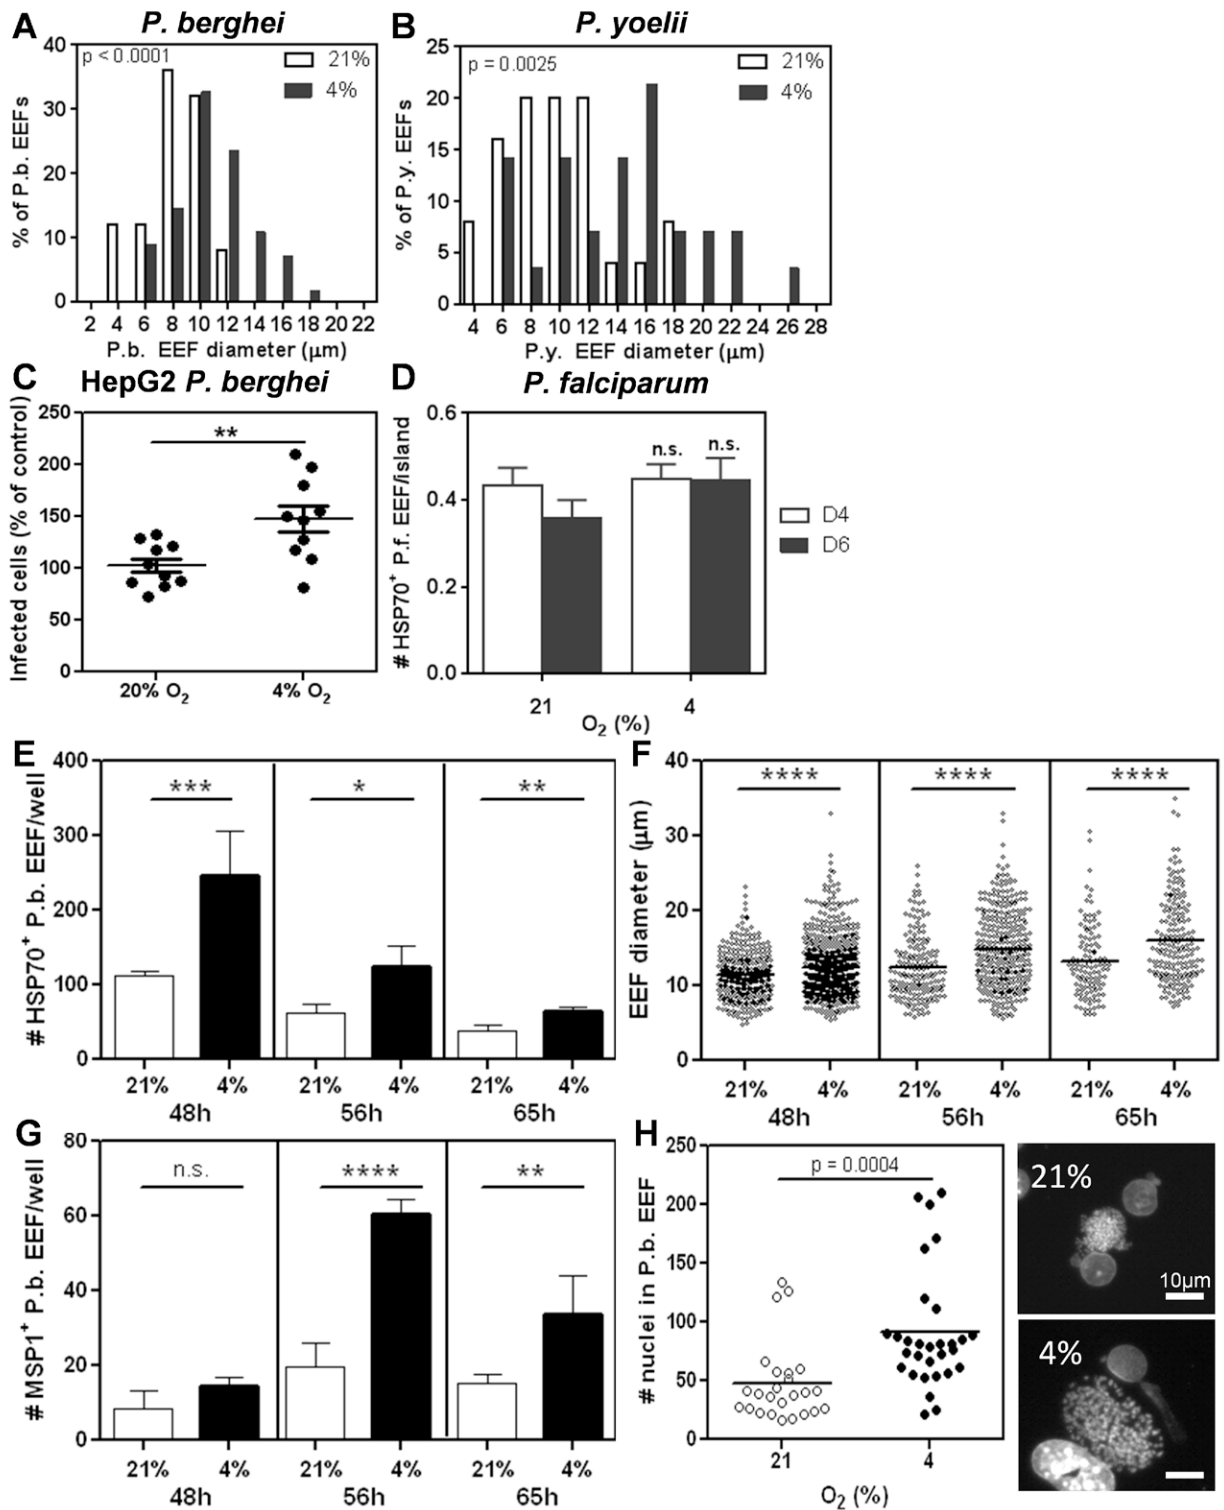 A
P. berghei
p < 0.0001
21%
4%
% of P.b. EEFs
40
30
20
10
0
2 4 6 8 10 12 14 16 18 20 22
P.b. EEF diameter (μm)
B
P. yoelii
p = 0.0025
21%
4%
% of P.y. EEFs
25
20
15
10
5
0
4 6 8 10 12 14 16 18 20 22 24 26 28
P.y. EEF diameter (μm)
C
HepG2 P. berghei
Infected cells (% of control)
250
200
150
100
50
0
**
20% O2
4% O2
D
P. falciparum
# HSP70+ P.f. EEF/island
0.6
0.4
0.2
0.0
n.s.
n.s.
D4
D6
21
4
O2 (%)
E
# HSP70+ P.b. EEF/well
400
300
200
100
0
***
*
**
21% 4% 21% 4% 21% 4%
48h 56h 65h
F
EEF diameter (μm)
40
30
20
10
0
****
****
****
21% 4% 21% 4% 21% 4%
48h 56h 65h
G
# MSP1+ P.b. EEF/well
80
60
40
20
0
n.s.
****
**
21% 4% 21% 4% 21% 4%
48h 56h 65h
H
# nuclei in P.b. EEF
250
200
150
100
50
0
p = 0.0004
21
4
O2 (%)
21%
10μm
4%